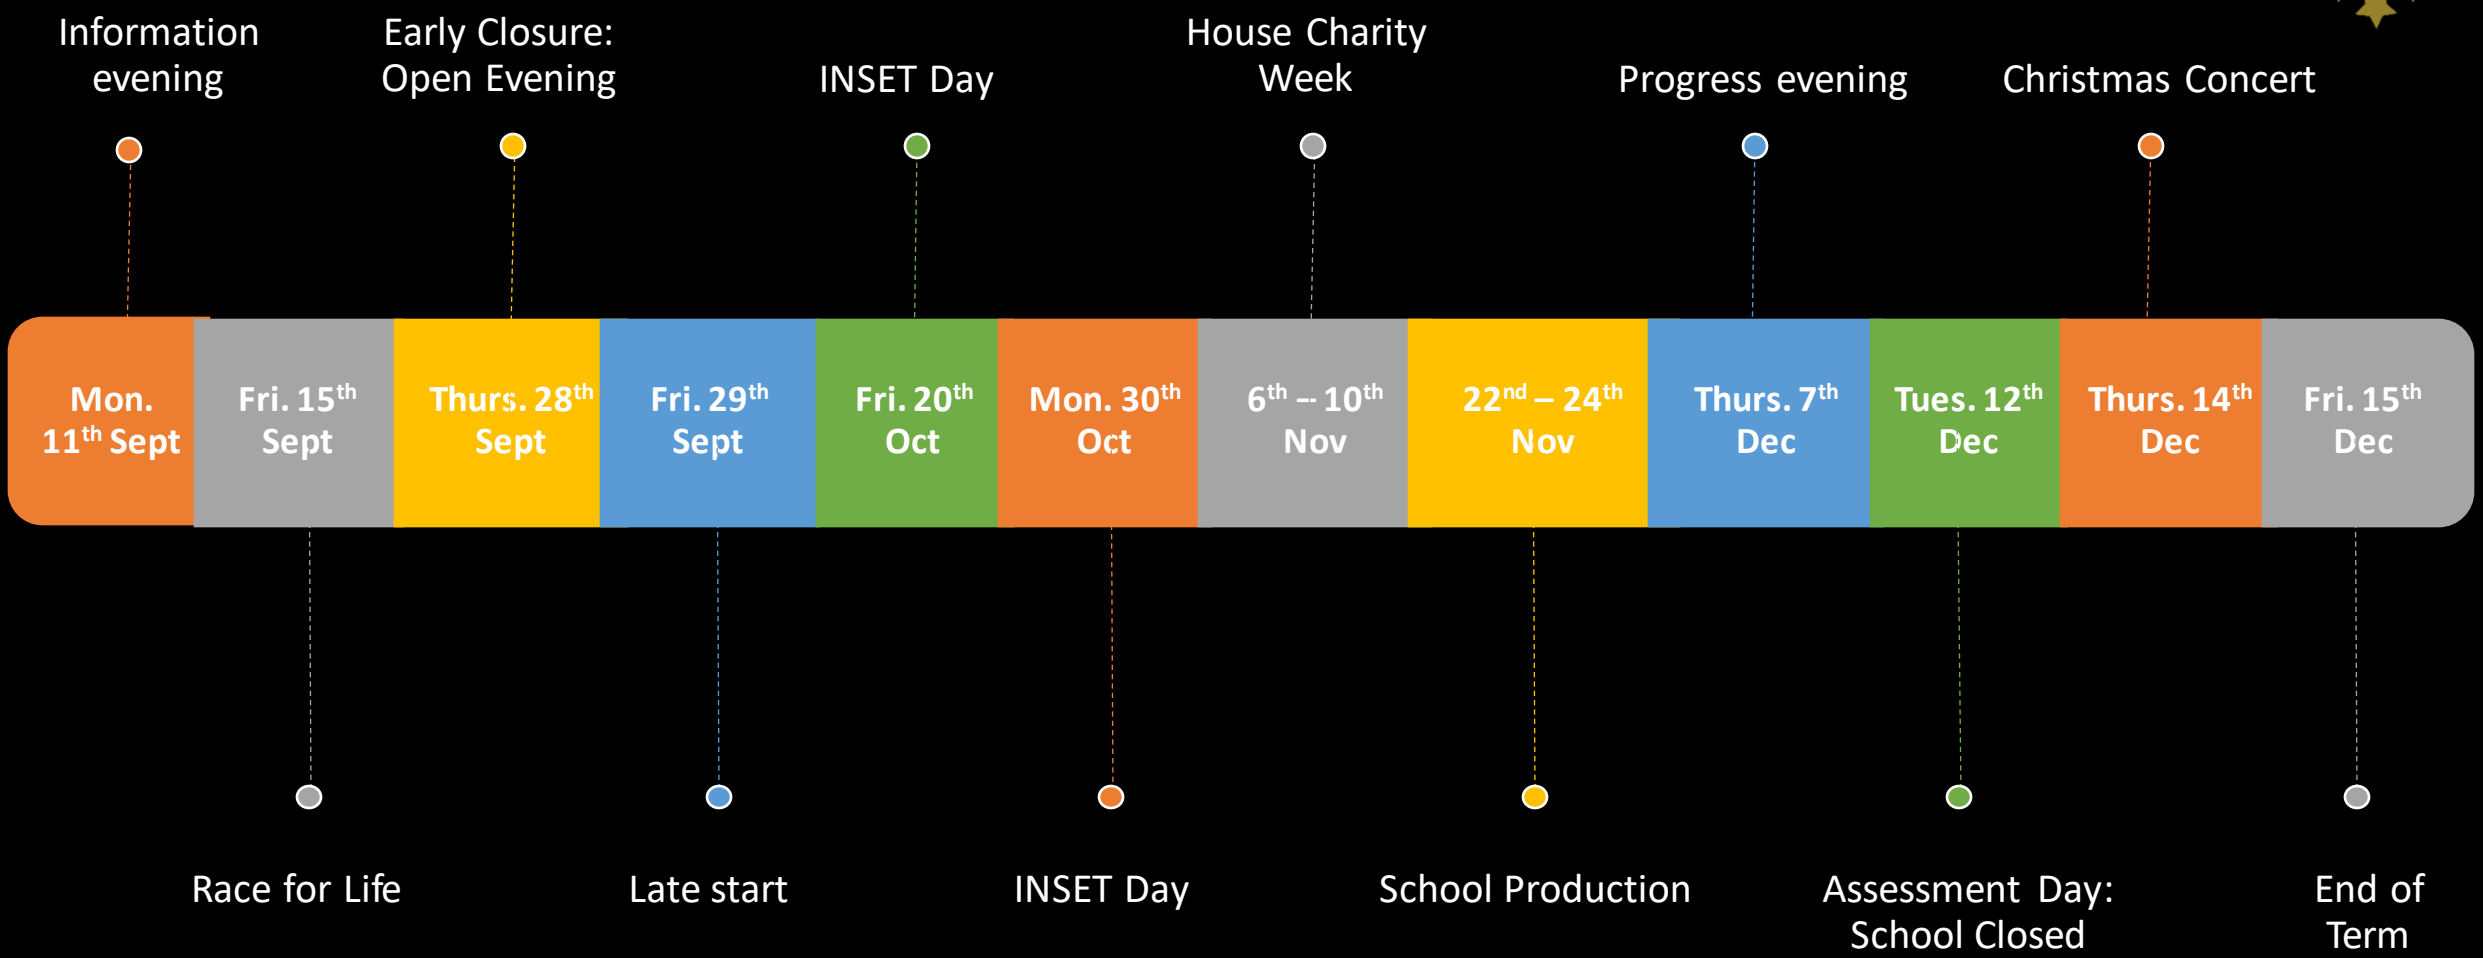 Information
evening
Early Closure:
Open Evening
INSET Day
House Charity
Week
Progress evening
Christmas Concert
Mon.
11th Sept
Fri. 15th
Sept
Thurs. 28th
Sept
Fri. 29th
Sept
Fri. 20th
Oct
Mon. 30th
Oct
6th – 10th
Nov
22nd – 24th
Nov
Thurs. 7th
Dec
Tues. 12th
Dec
Thurs. 14th
Dec
Fri. 15th
Dec
Race for Life
Late start
INSET Day
School Production
Assessment Day:
School Closed
End of
Term